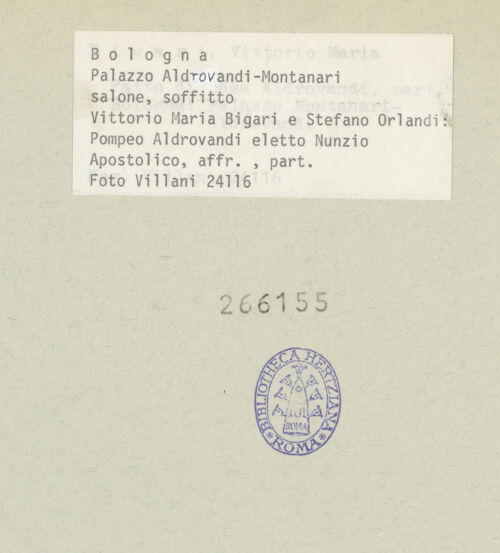 B o l o g n a
Palazzo Aldrovandi-Montanari
salone, soffitto
Vittorio Maria Bigari e Stefano Orlandi:
Pompeo Aldrovandi eletto Nunzio
Apostolico, affr. , part.
Foto Villani 24116
266155
BIBLIOTHECA HERTZIANA
ROMA
*ROMA*